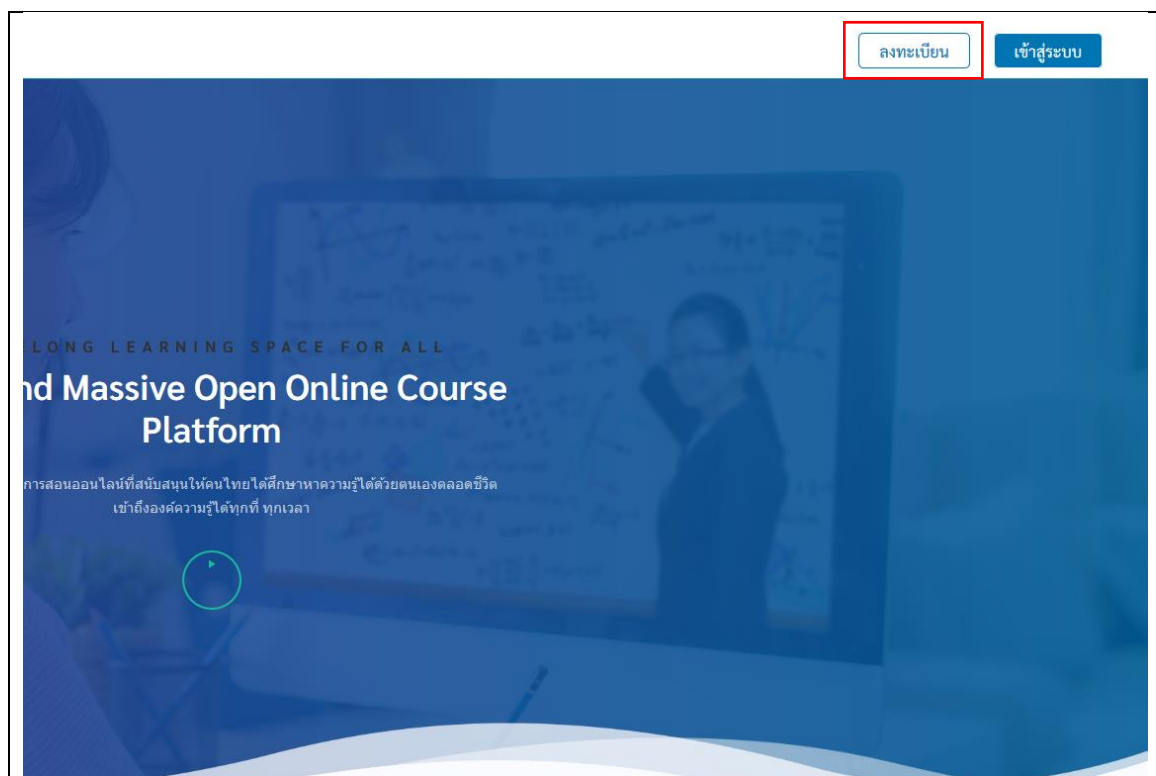 ลงทะเบียน เข้าสู่ระบบ
LONG LEARNING SPACE FOR ALL
nd Massive Open Online Course
Platform
การสอนออนไลน์ที่สนับสนุนให้คนไทยได้ศึกษาหาความรู้ได้ด้วยตนเองตลอดชีวิต
เข้าถึงองค์ความรู้ได้ทุกที่ ทุกเวลา